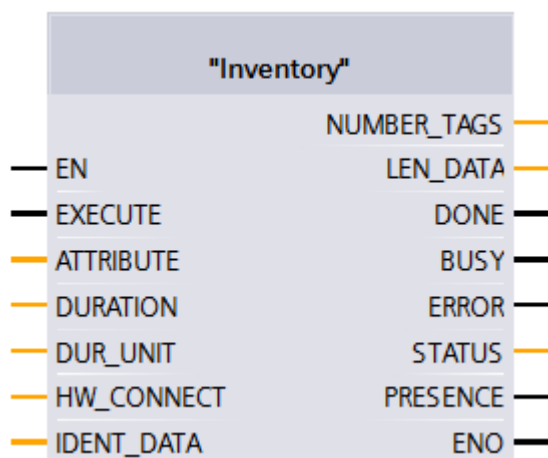 "Inventory"
NUMBER_TAGS
EN LEN_DATA
EXECUTE DONE
ATTRIBUTE BUSY
DURATION ERROR
DUR_UNIT STATUS
HW_CONNECT PRESENCE
IDENT_DATA ENO